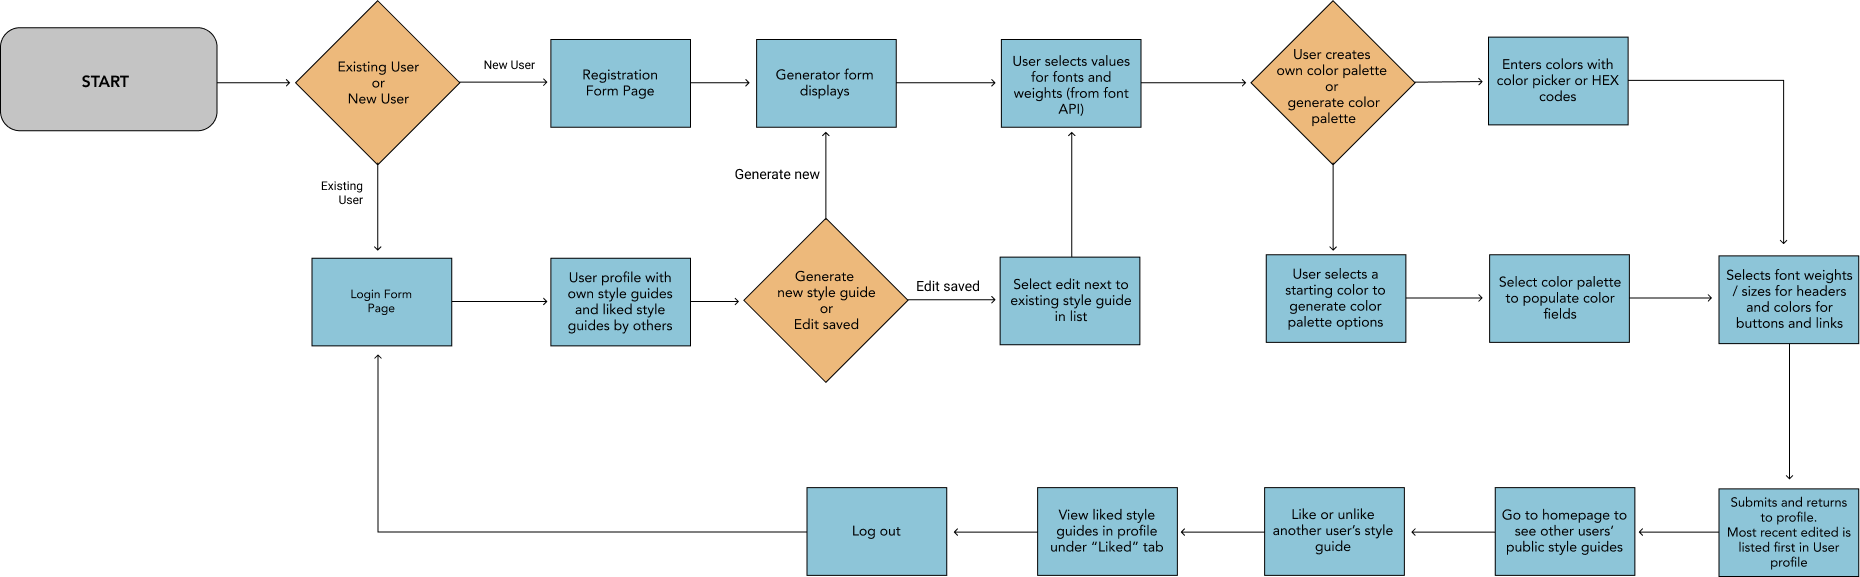 START
Existing User
or
New User
New User
Registration
Form Page
Generator form
displays
User selects values
for fonts and
weights (from font
API)
User creates
own color palette
or
generate color
palette
Enters colors with
color picker or HEX
codes
Existing
User
Generate new
Login Form
Page
User profile with
own style guides
and liked style
guides by others
Generate
new style guide
or
Edit saved
Edit saved
Select edit next to
existing style guide
in list
User selects a
starting color to
generate color
palette options
Select color palette
to populate color
fields
Selects font weights
/ sizes for headers
and colors for
buttons and links
Log out
View liked style
guides in profile
under “Liked” tab
Like or unlike
another user’s style
guide
Go to homepage to
see other users’
public style guides
Submits and returns
to profile.
Most recent edited is
listed first in User
profile